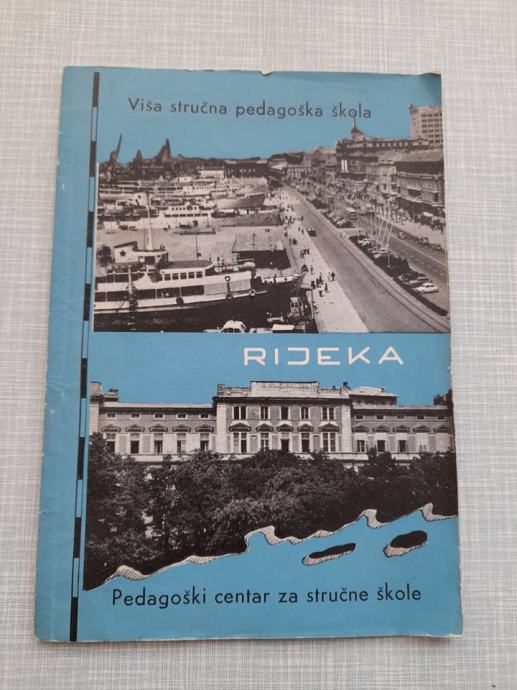 Viša stručna pedagoška škola
RIJEKA
Pedagoški centar za stručne škole